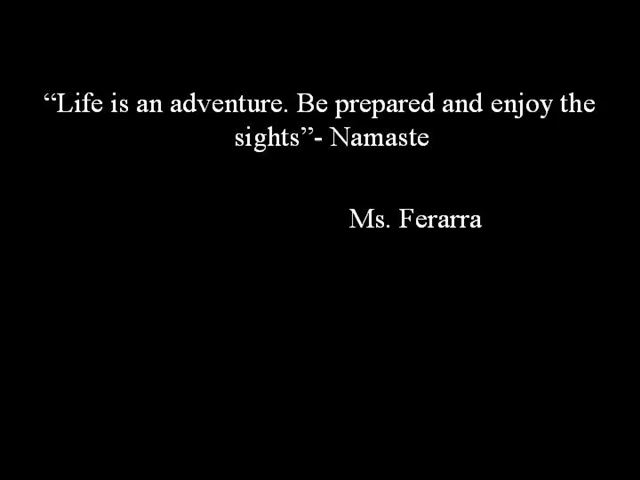 “Life is an adventure. Be prepared and enjoy the
sights”- Namaste
Ms. Ferarra